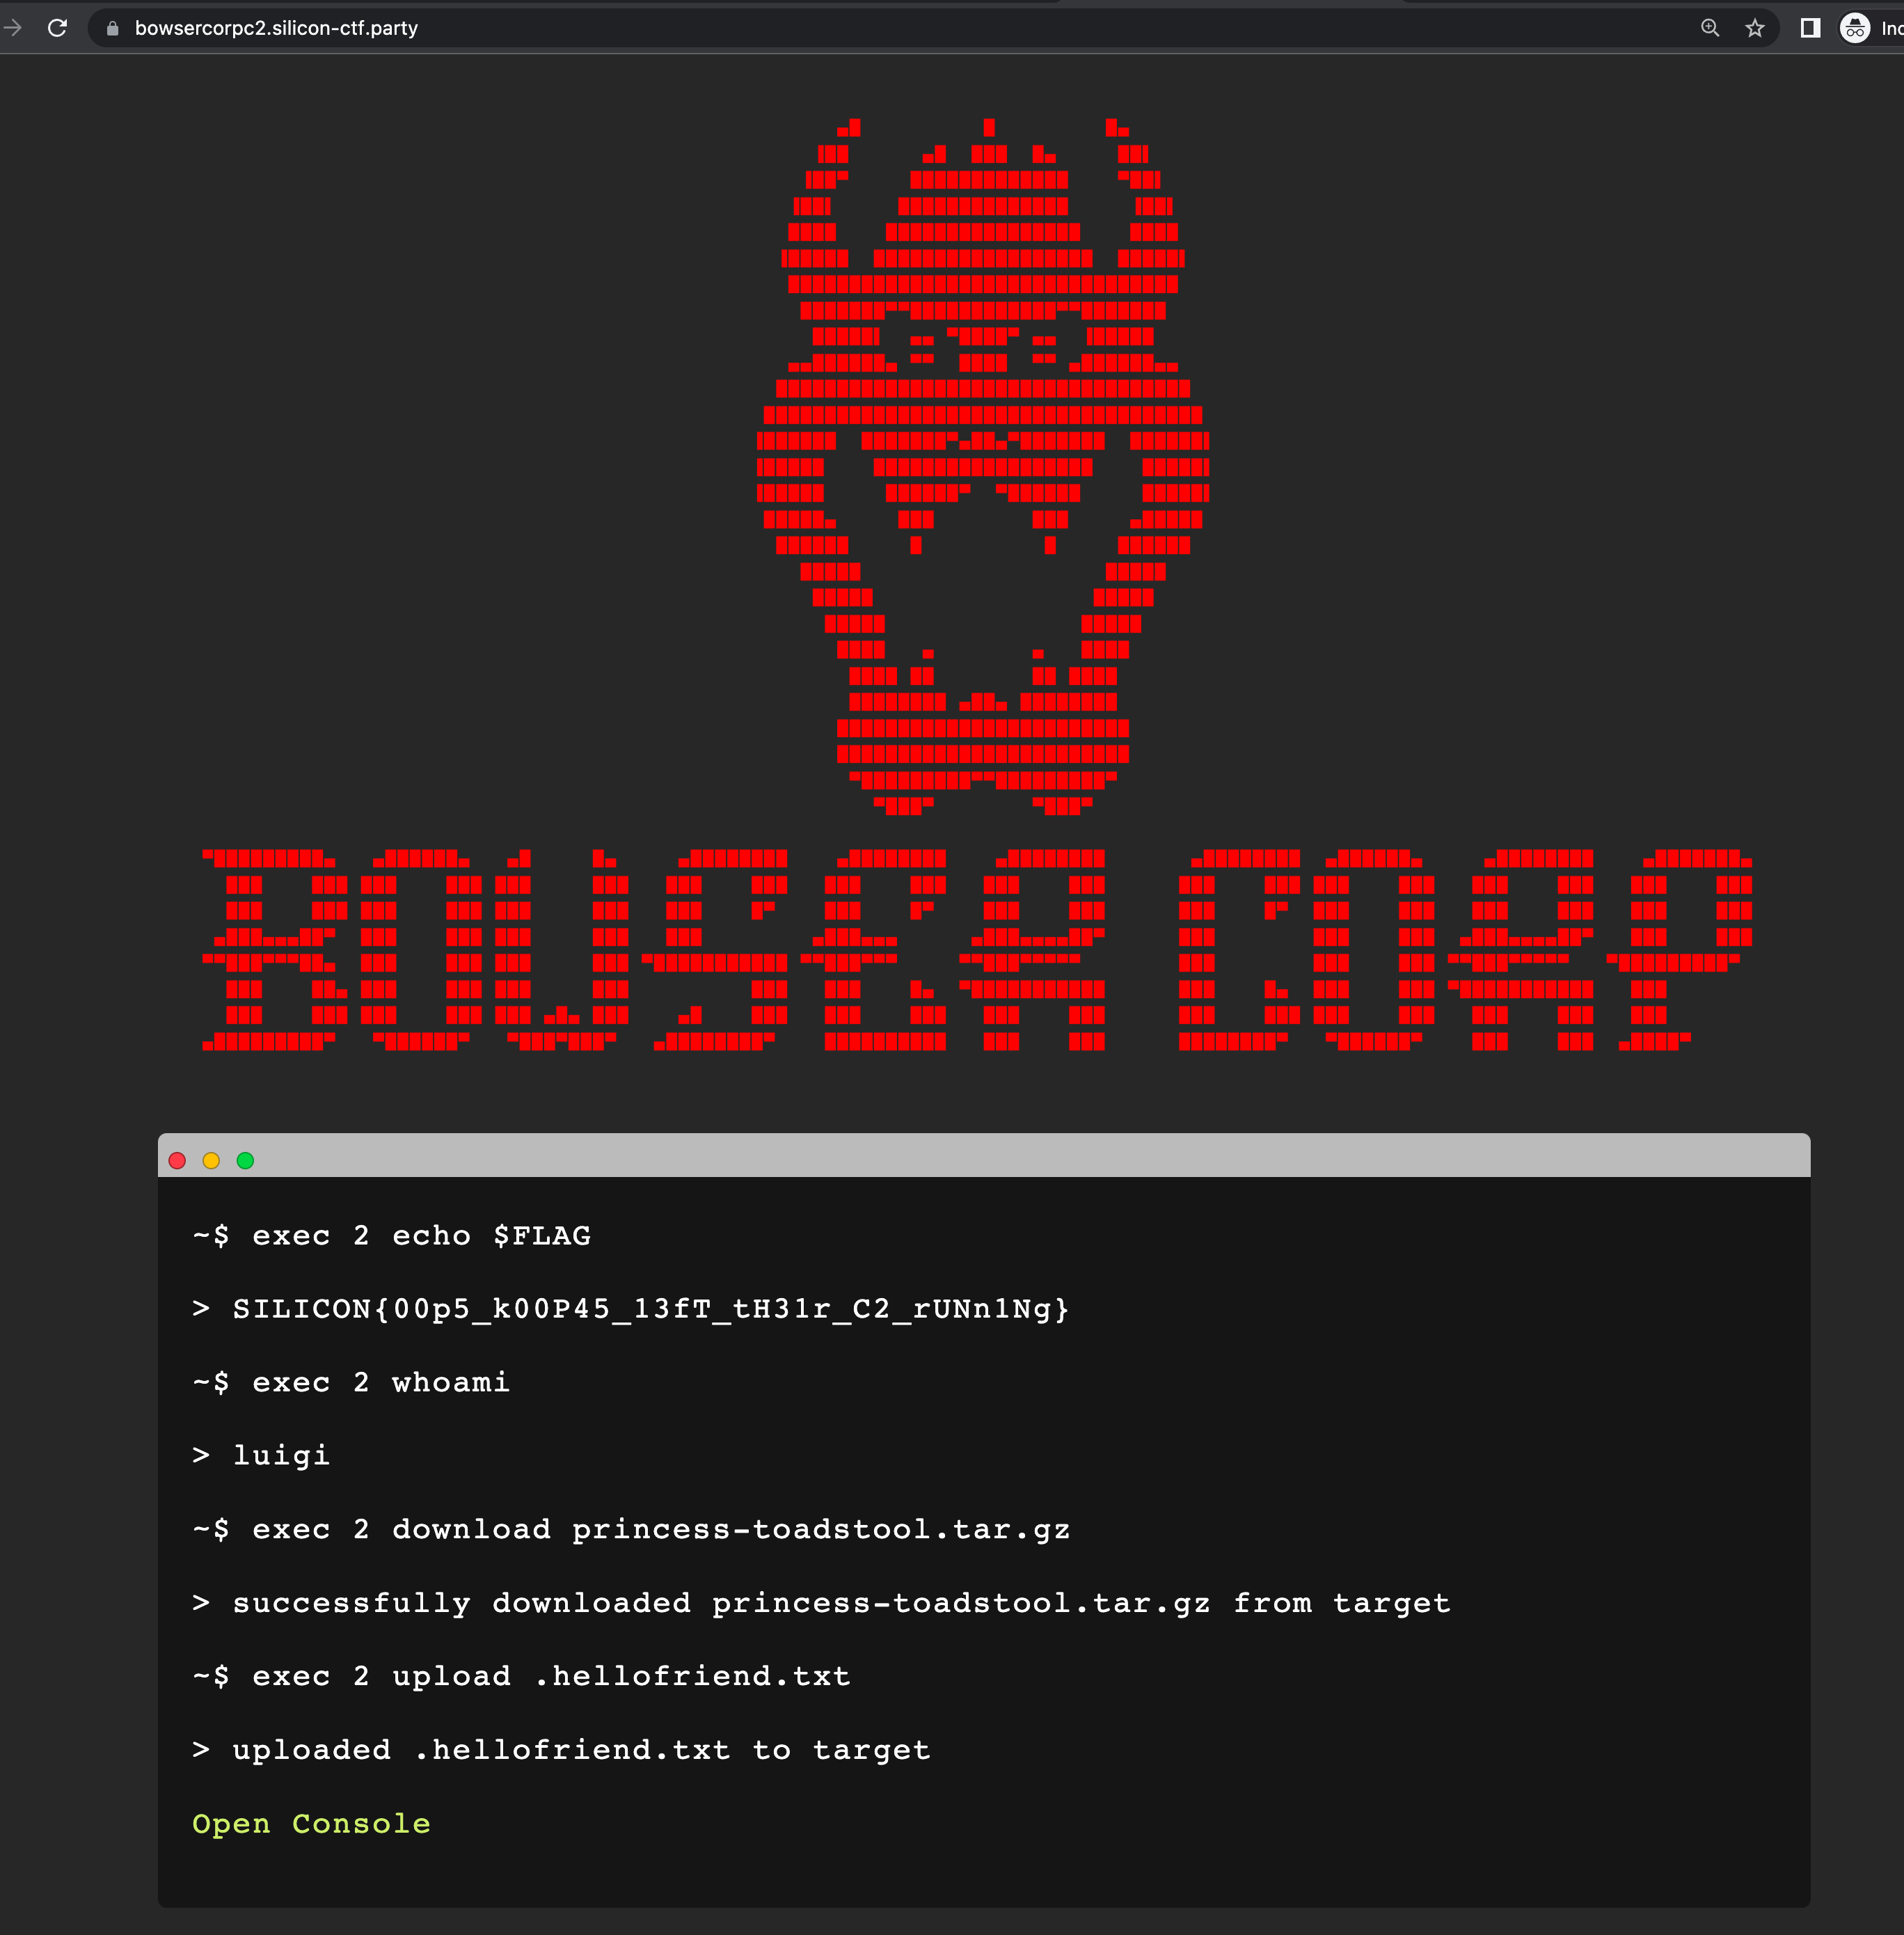 bowsercorpc2.silicon-ctf.party
BOWSER CORP
~$ exec 2 echo $FLAG
> SILICON{00p5_k00P45_13fT_tH31r_C2_rUNn1Ng}
~$ exec 2 whoami
> luigi
~$ exec 2 download princess-toadstool.tar.gz
> successfully downloaded princess-toadstool.tar.gz from target
~$ exec 2 upload .hellofriend.txt
> uploaded .hellofriend.txt to target
Open Console